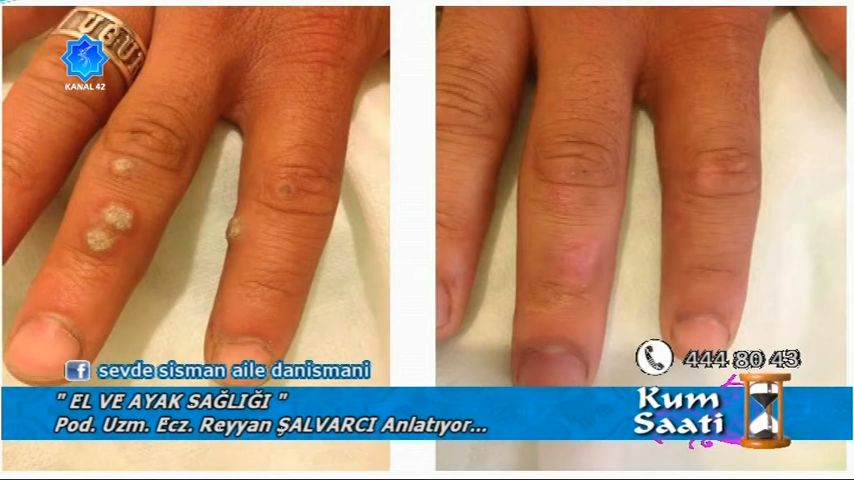 UĞUR
KANAL 42
sevde sisman aile danismani
444 80 43
" EL VE AYAK SAĞLIĞI "
Pod. Uzm. Ecz. Reyyan ŞALVARCI Anlatıyor...
Kum
Saati